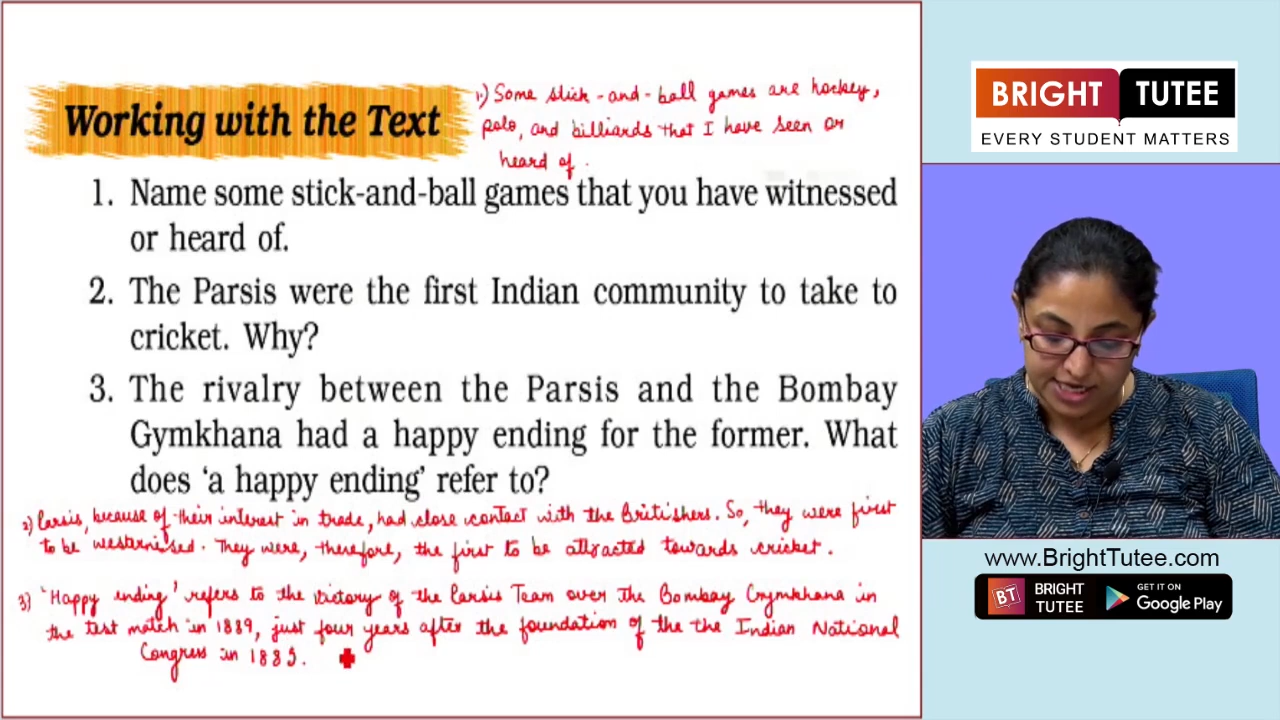 Working with the Text
1) Some stick-and-ball games are hockey,
polo, and billiards that I have seen or
heard of.
1. Name some stick-and-ball games that you have witnessed
or heard of.
2. The Parsis were the first Indian community to take to
cricket. Why?
3. The rivalry between the Parsis and the Bombay
Gymkhana had a happy ending for the former. What
does ‘a happy ending’ refer to?
2) Parsis, because of their interest in trade, had close contact with the Britishers. So, they were first
to be westernised. They were, therefore, the first to be attracted towards cricket.
3) 'Happy ending' refers to the victory of the Parsis Team over the Bombay Gymkhana in
the test match in 1889, just four years after the foundation of the the Indian National
Congress in 1885.
BRIGHT TUTEE
EVERY STUDENT MATTERS
www.BrightTutee.com
BT BRIGHT TUTEE
GET IT ON
Google Play